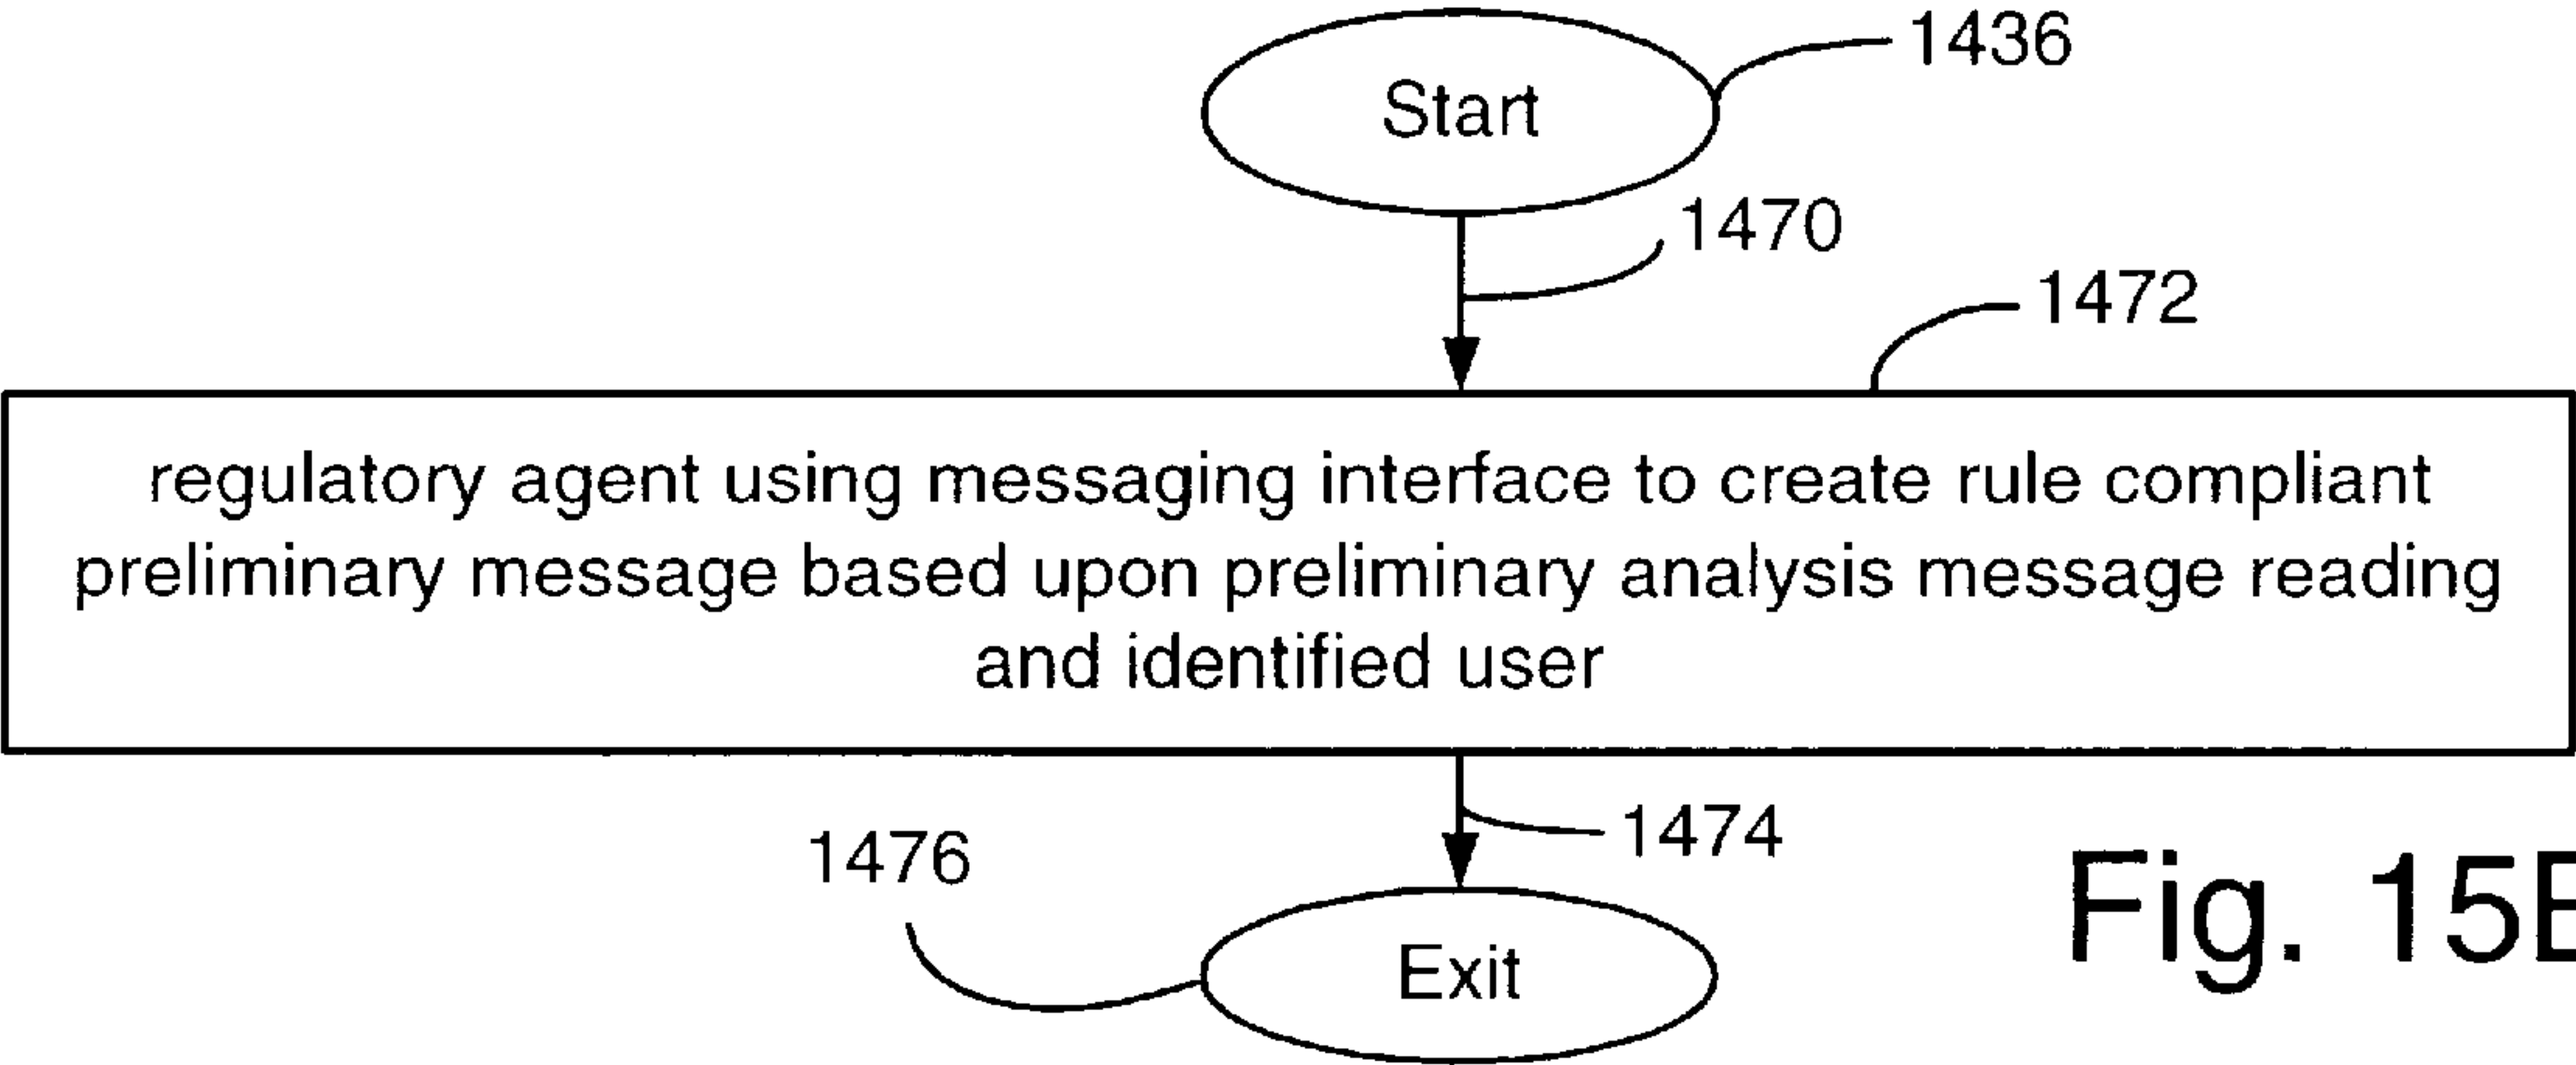 1436
Start
1470
1472
regulatory agent using messaging interface to create rule compliant
preliminary message based upon preliminary analysis message reading
and identified user
1474
1476
Exit
Fig.